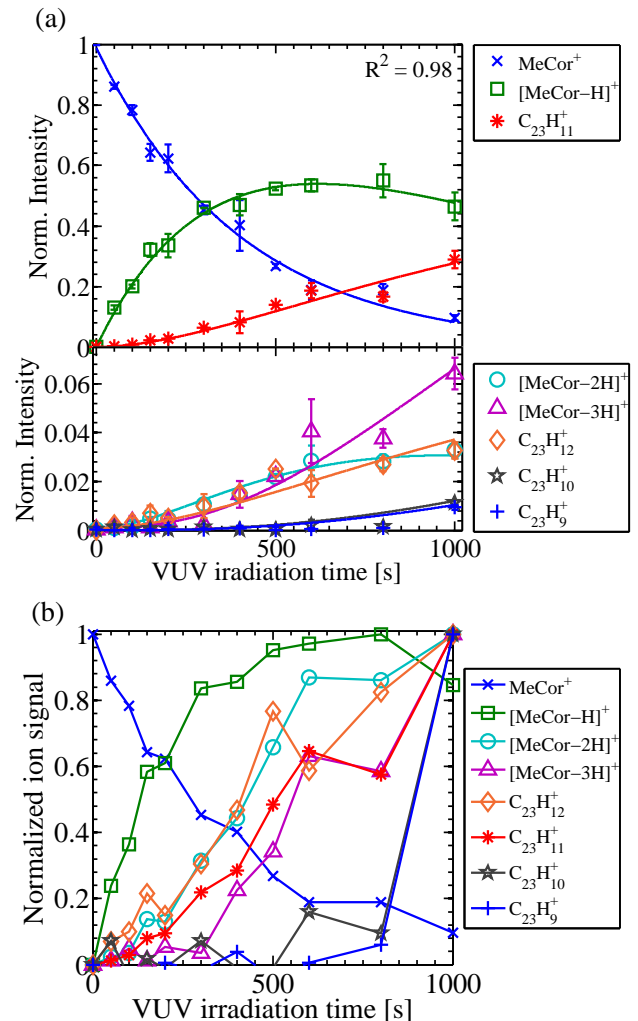 (a)
R² = 0.98
MeCor⁺
[MeCor−H]⁺
C₂₃H₁₁⁺
Norm. Intensity
1
0.8
0.6
0.4
0.2
0
[MeCor−2H]⁺
[MeCor−3H]⁺
C₂₃H₁₂⁺
C₂₃H₁₀⁺
C₂₃H₉⁺
Norm. Intensity
0.06
0.04
0.02
0
0 500 1000
VUV irradiation time [s]
(b)
MeCor⁺
[MeCor−H]⁺
[MeCor−2H]⁺
[MeCor−3H]⁺
C₂₃H₁₂⁺
C₂₃H₁₁⁺
C₂₃H₁₀⁺
C₂₃H₉⁺
Normalized ion signal
1
0.8
0.6
0.4
0.2
0
0 500 1000
VUV irradiation time [s]